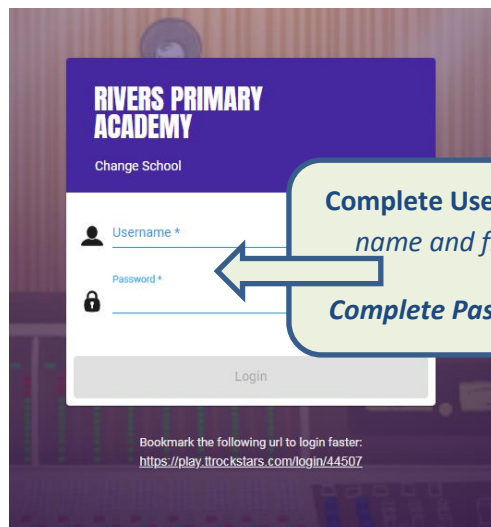 RIVERS PRIMARY
ACADEMY
Change School
Complete Use
name and f
Username *
Password *
Complete Pas
Login
Bookmark the following url to login faster:
https://play.ttrockstars.com/login/44507